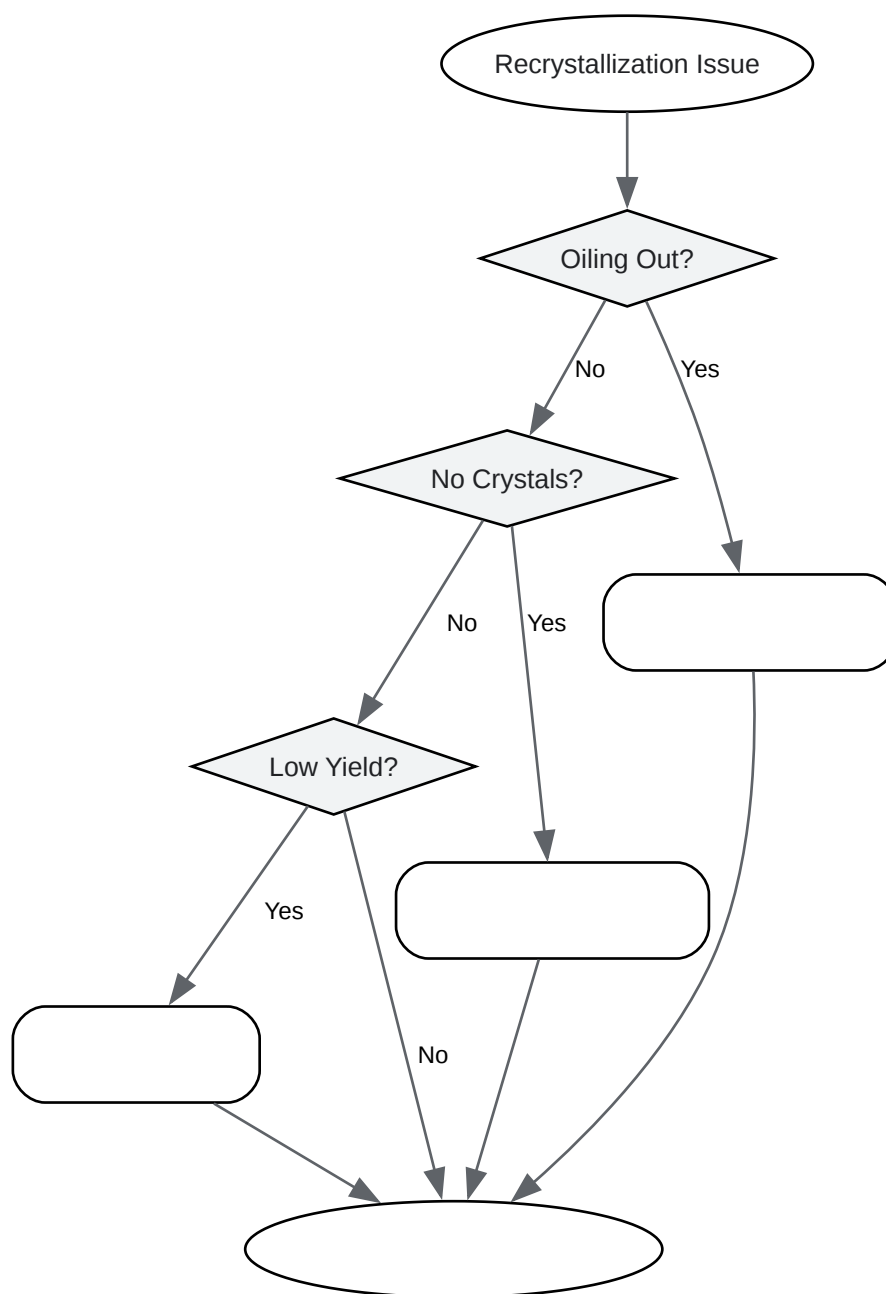 Recrystallization Issue
Oiling Out?
No
Yes
No Crystals?
No
Yes
Low Yield?
Yes
No